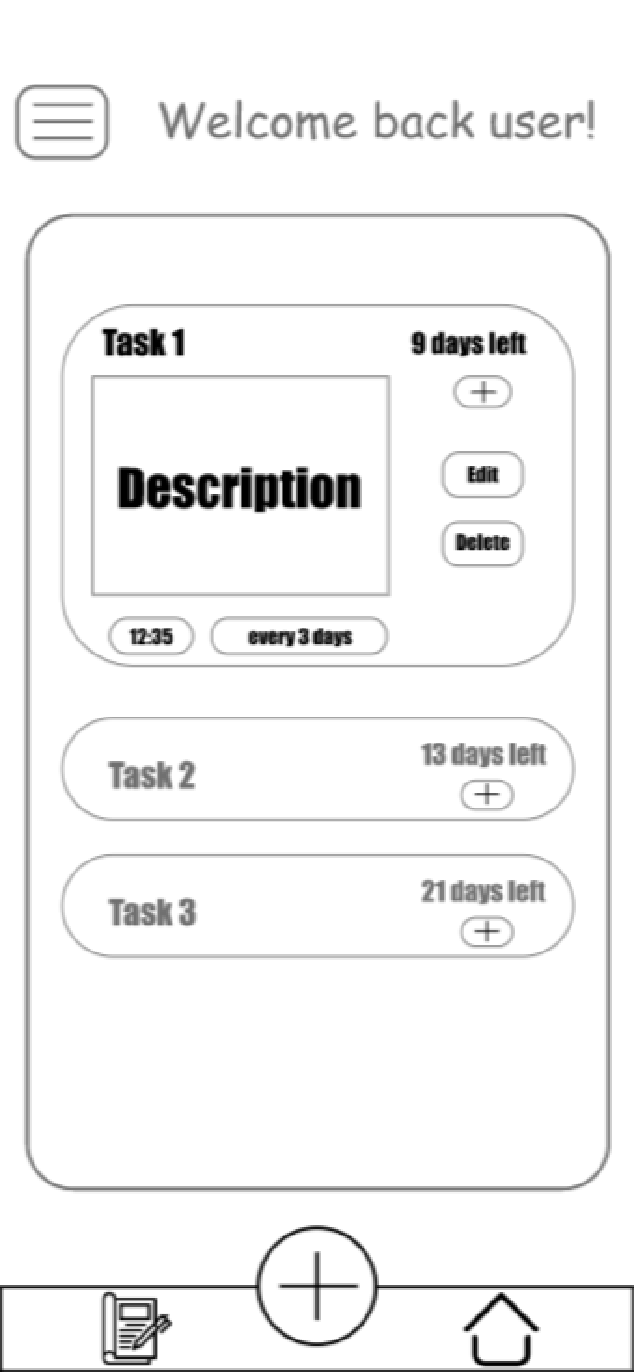 Welcome back user!
Task 1
9 days left
Description
Edit
Delete
12:35
every 3 days
Task 2
13 days left
Task 3
21 days left